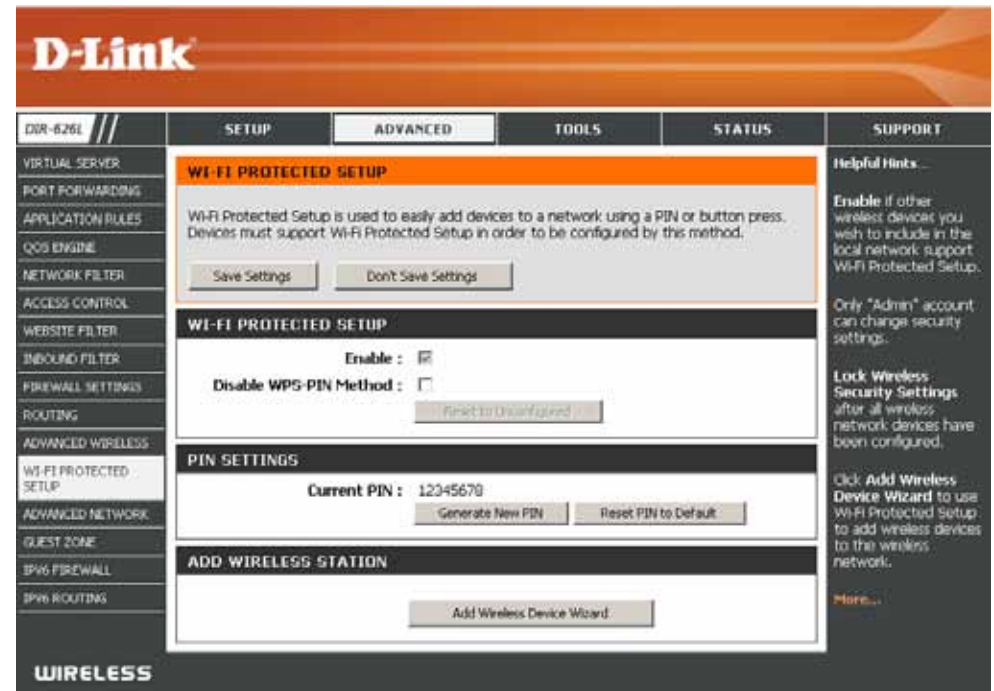 D-Link
DIR-626L
SETUP
ADVANCED
TOOLS
STATUS
SUPPORT
VIRTUAL SERVER
PORT FORWARDING
APPLICATION RULES
QOS ENGINE
NETWORK FILTER
ACCESS CONTROL
WEBSITE FILTER
INBOUND FILTER
FIREWALL SETTINGS
ROUTING
ADVANCED WIRELESS
WI-FI PROTECTED
SETUP
ADVANCED NETWORK
GUEST ZONE
IPV6 FIREWALL
IPV6 ROUTING
WI-FI PROTECTED SETUP
Wi-Fi Protected Setup is used to easily add devices to a network using a PIN or button press.
Devices must support Wi-Fi Protected Setup in order to be configured by this method.
Save Settings
Don't Save Settings
WI-FI PROTECTED SETUP
Enable :
Disable WPS-PIN Method :
Reset to Unconfigured
PIN SETTINGS
Current PIN : 12345678
Generate New PIN
Reset PIN to Default
ADD WIRELESS STATION
Add Wireless Device Wizard
Helpful Hints...
Enable if other
wireless devices you
wish to include in the
local network support
Wi-Fi Protected Setup.
Only "Admin" account
can change security
settings.
Lock Wireless
Security Settings
after all wireless
network devices have
been configured.
Click Add Wireless
Device Wizard to use
Wi-Fi Protected Setup
to add wireless devices
to the wireless
network.
More...
WIRELESS